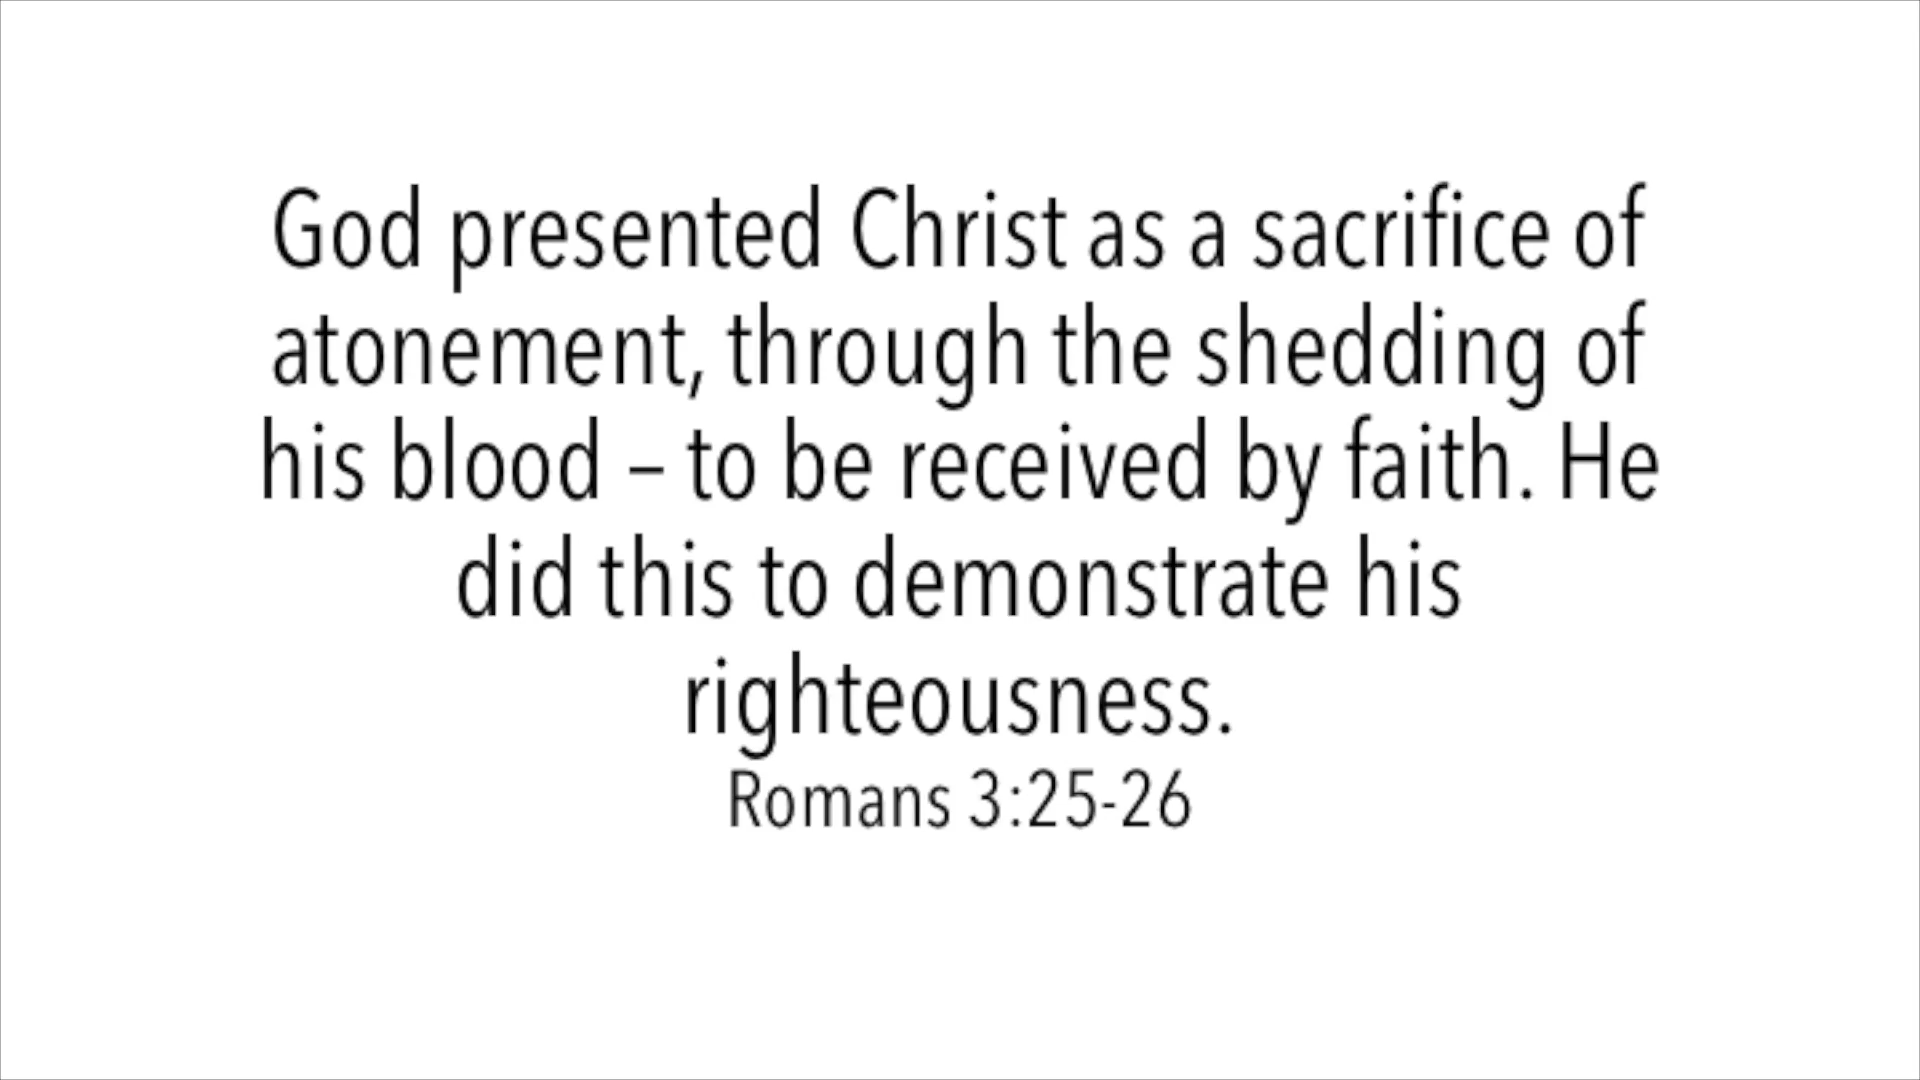 God presented Christ as a sacrifice of
atonement, through the shedding of
his blood – to be received by faith. He
did this to demonstrate his
righteousness.
Romans 3:25-26